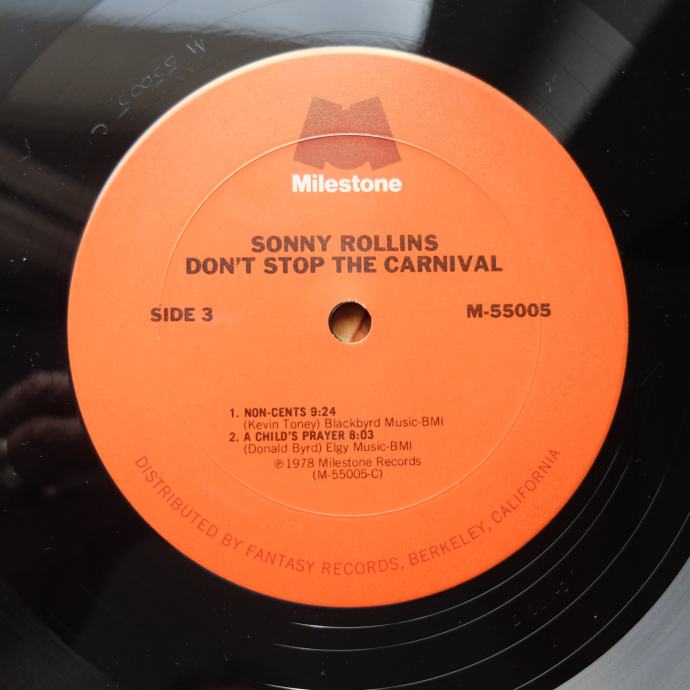 M 55005 C
Milestone
SONNY ROLLINS
DON'T STOP THE CARNIVAL
SIDE 3
M-55005
1. NON-CENTS 9:24
(Kevin Toney) Blackbyrd Music-BMI
2. A CHILD'S PRAYER 8:03
(Donald Byrd) Elgy Music-BMI
℗1978 Milestone Records
(M-55005-C)
DISTRIBUTED BY FANTASY RECORDS, BERKELEY, CALIFORNIA